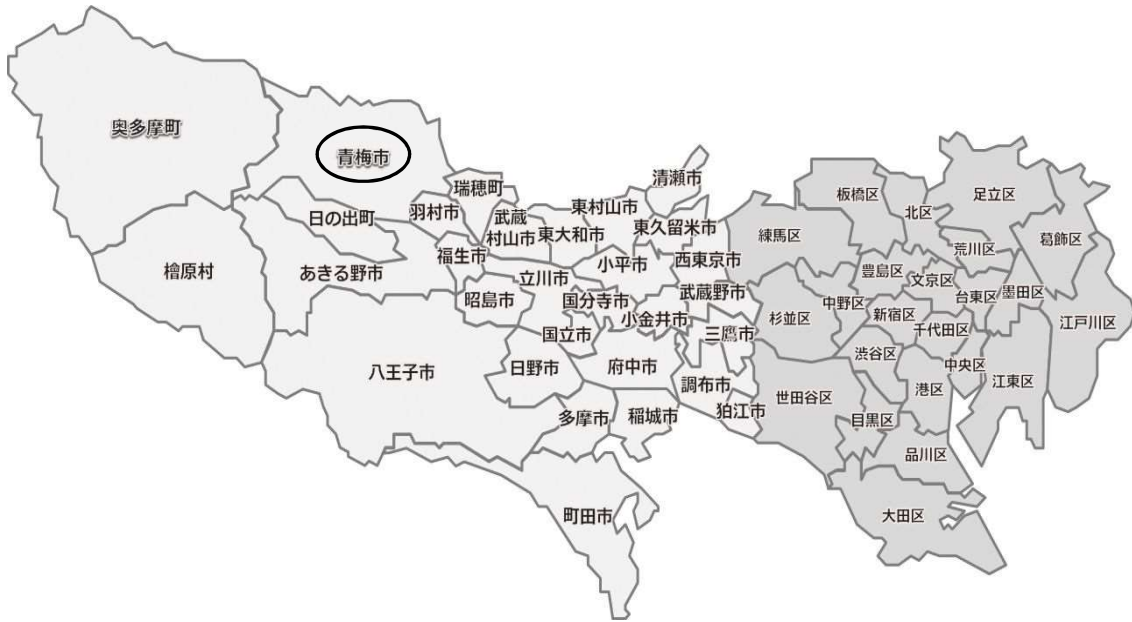 奥多摩町
青梅市
瑞穂町
清瀬市
日の出町
羽村市
武蔵
村山市
東大和市
東村山市
東久留米市
檜原村
あきる野市
福生市
昭島市
立川市
小平市
西東京市
国分寺市
小金井市
武蔵野市
国立市
三鷹市
八王子市
日野市
府中市
調布市
狛江市
多摩市
稲城市
町田市
板橋区
北区
足立区
練馬区
荒川区
葛飾区
豊島区
文京区
台東区
墨田区
杉並区
中野区
新宿区
千代田区
江戸川区
渋谷区
中央区
世田谷区
港区
江東区
目黒区
品川区
大田区